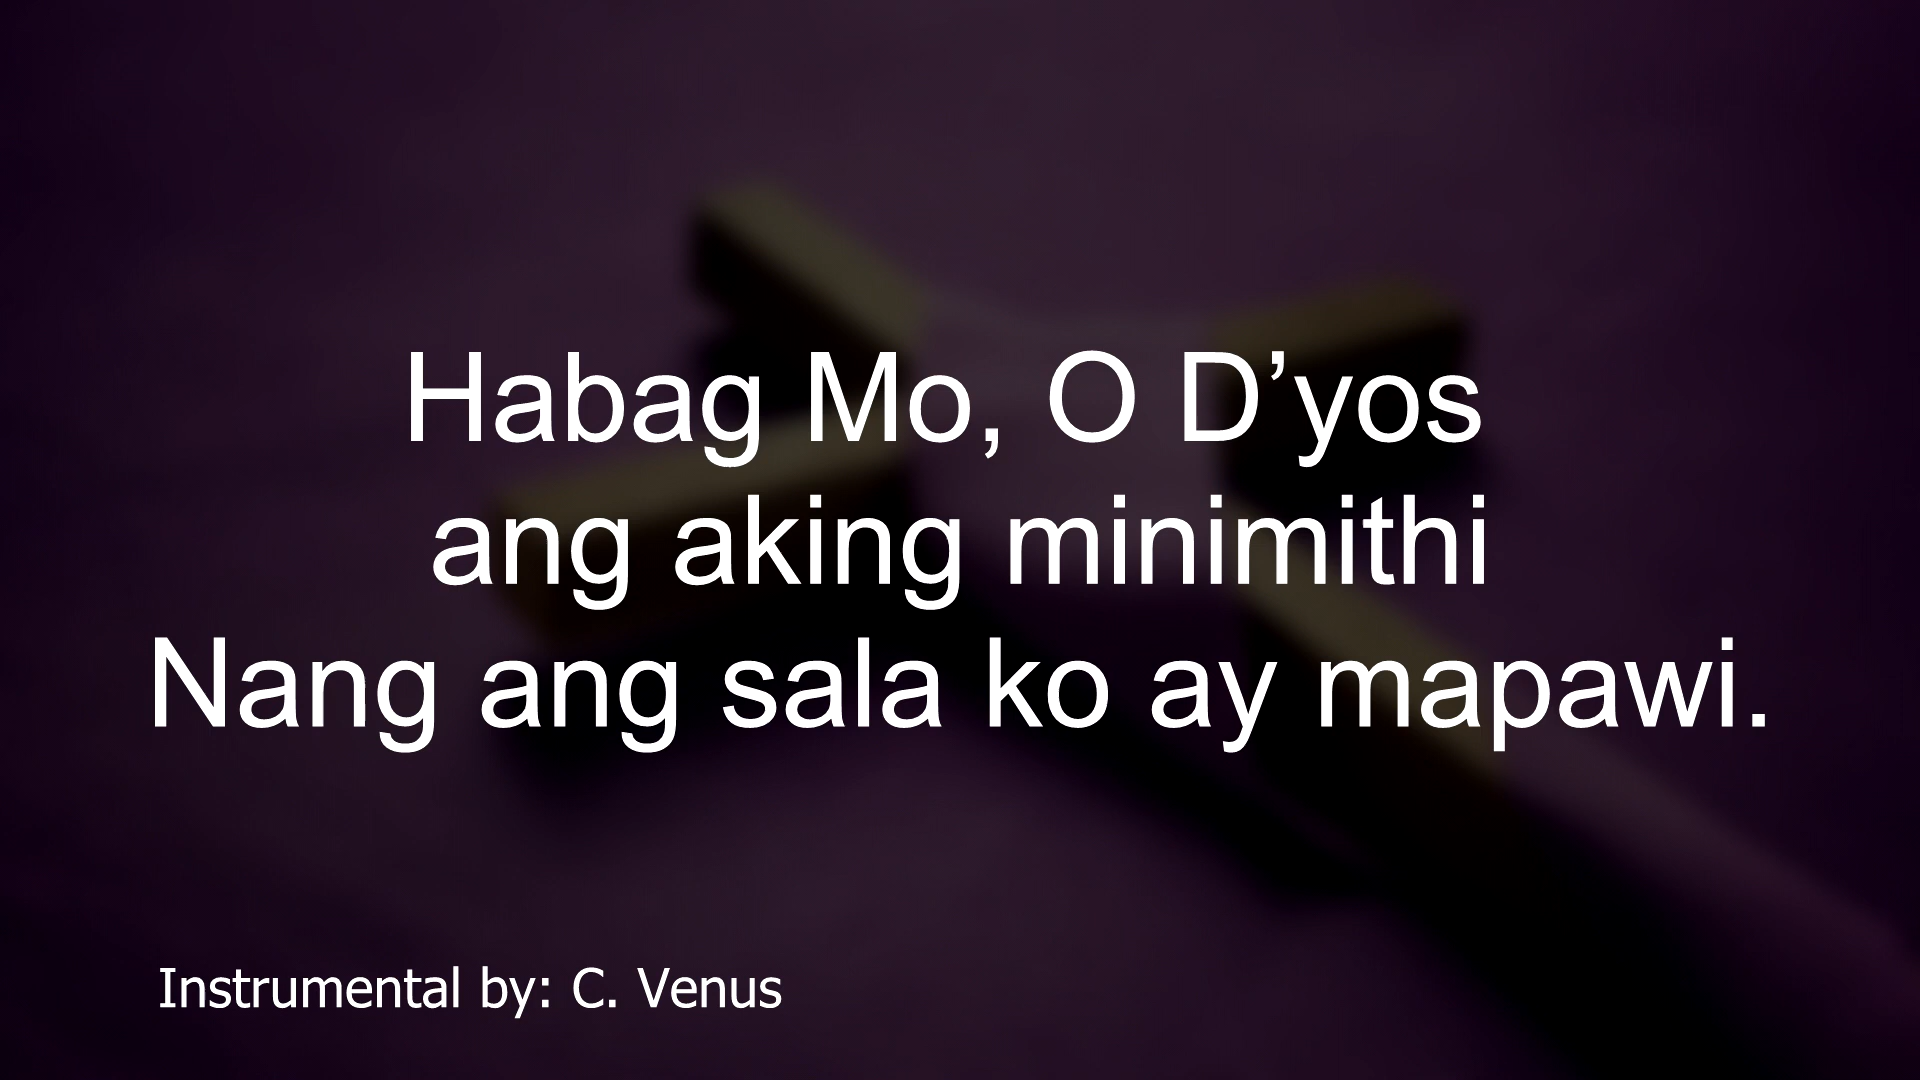 Habag Mo, O D’yos
ang aking minimithi
Nang ang sala ko ay mapawi.
Instrumental by: C. Venus